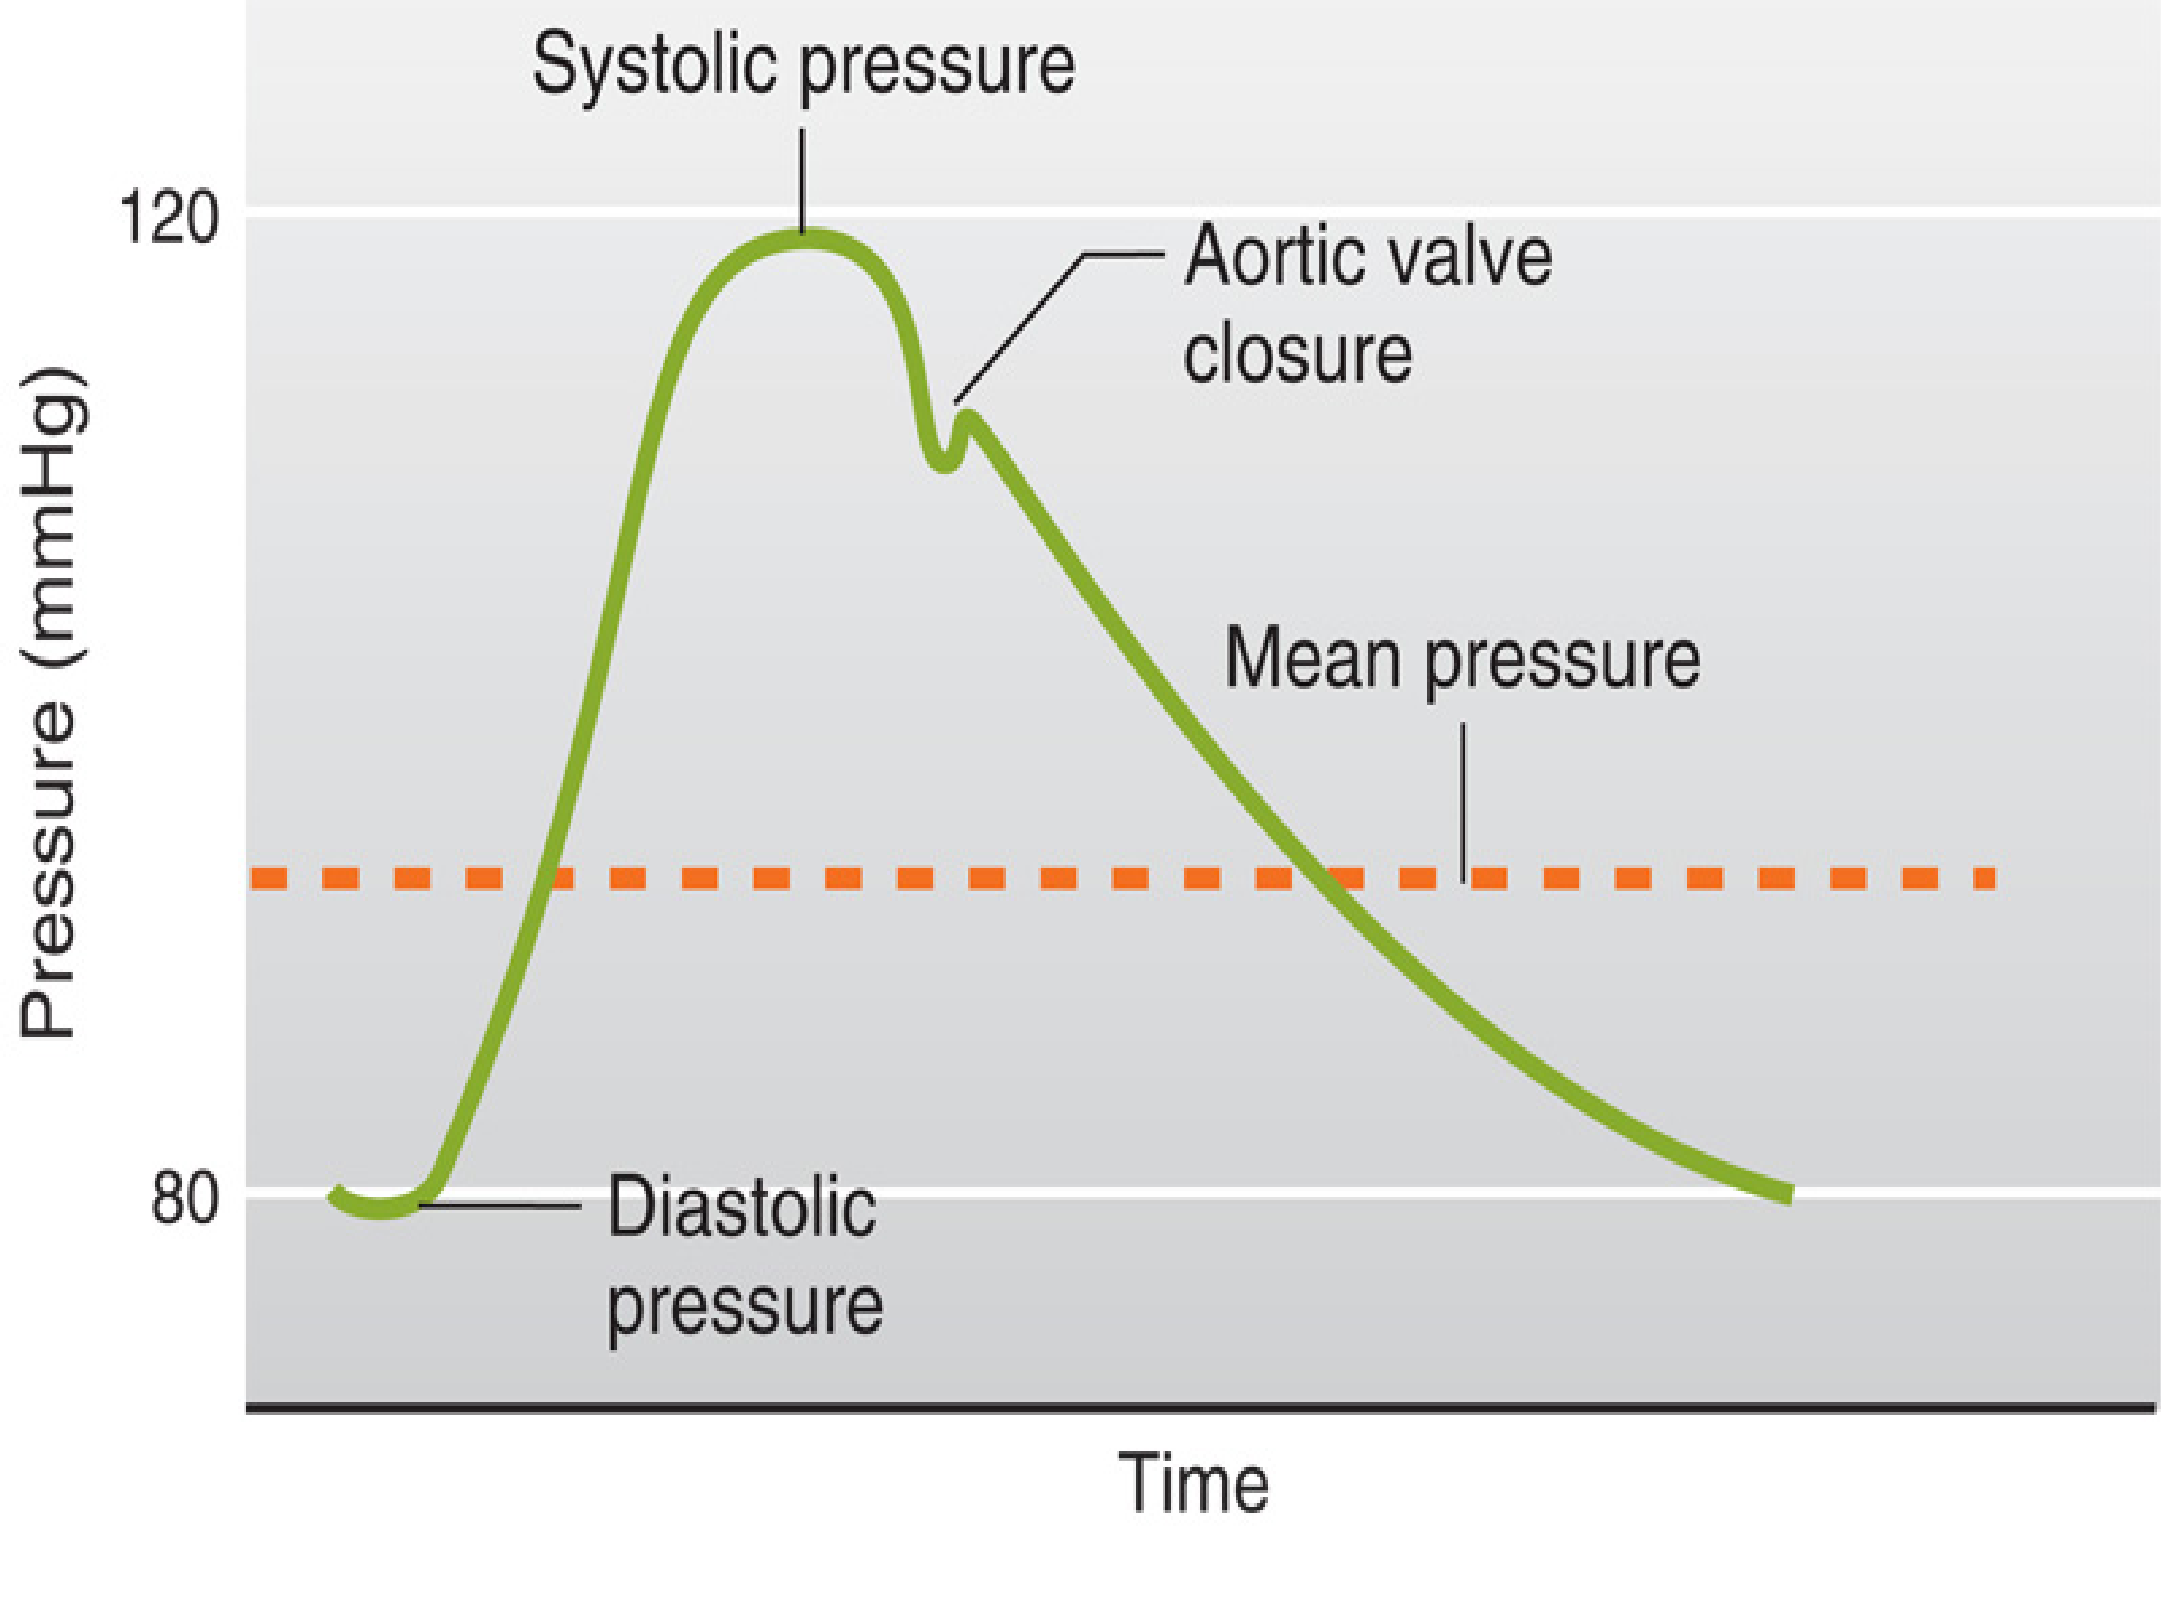 Systolic pressure
120
Aortic valve
closure
Pressure (mmHg)
Mean pressure
80
Diastolic
pressure
Time